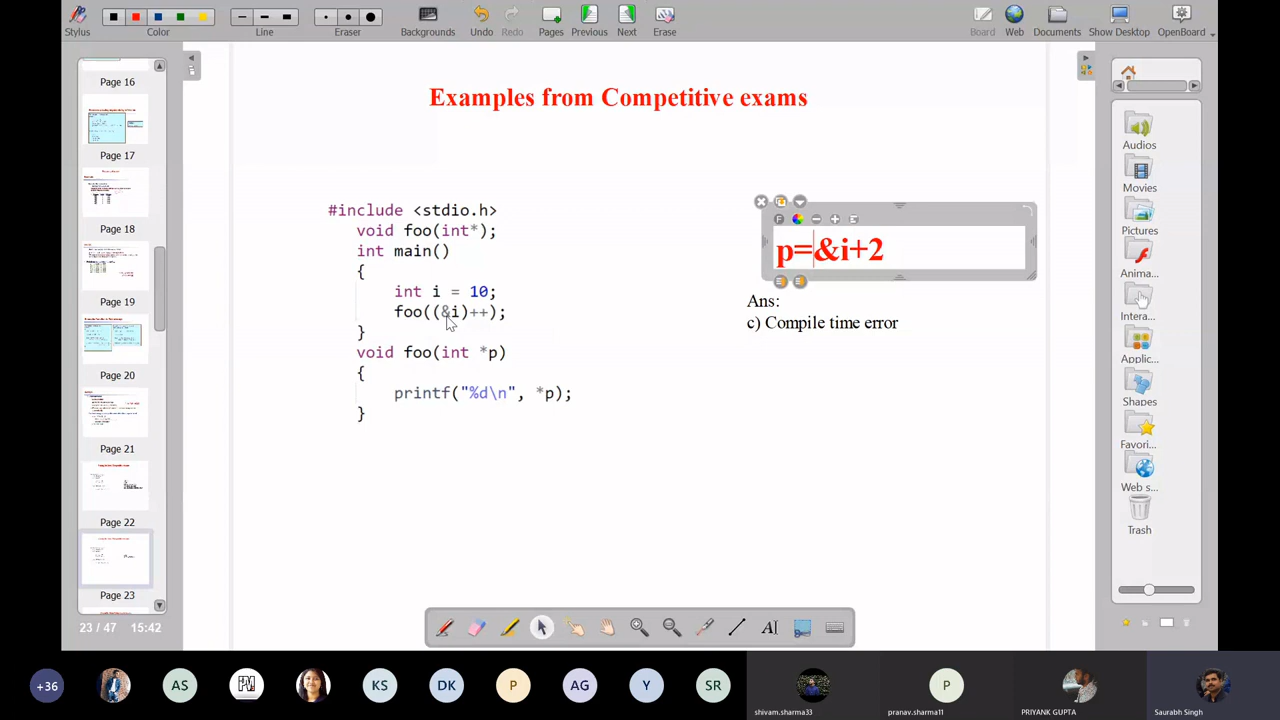 Stylus
Color
Line
Eraser
Backgrounds
Undo
Redo
Pages
Previous
Next
Erase
Board
Web
Documents
Show Desktop
OpenBoard
Page 16
Page 17
Page 18
Page 19
Page 20
Page 21
Page 22
Page 23
23 / 47
15:42
Examples from Competitive exams
#include <stdio.h>
void foo(int*);
int main()
{
int i = 10;
foo((&i)++);
}
void foo(int *p)
{
printf("%d\n", *p);
}
F
p=&i+2
Ans:
c) Compile time error
Audios
Movies
Pictures
Anima...
Intera...
Applic...
Shapes
Favori...
Web s...
Trash
+36
AS
KS
DK
P
AG
Y
SR
shivam.sharma33
P
pranav.sharma11
PRIYANK GUPTA
Saurabh Singh